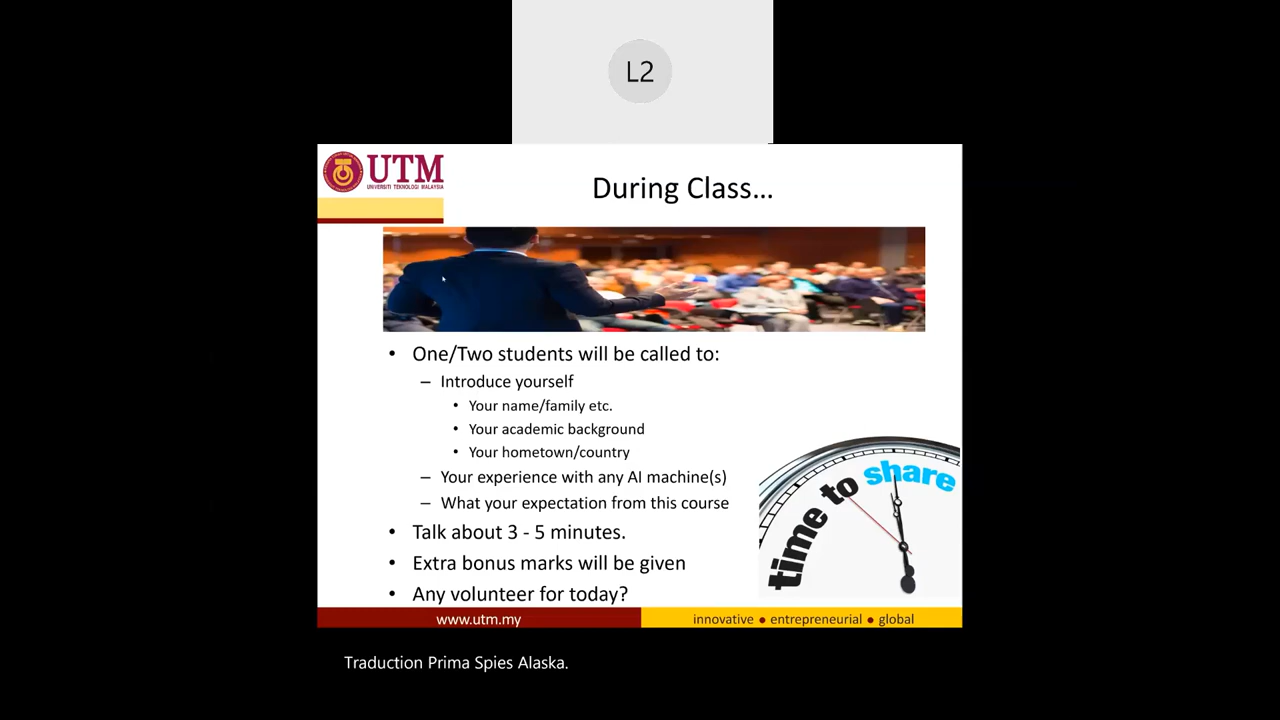 L2
UTM
UNIVERSITI TEKNOLOGI MALAYSIA
During Class...
• One/Two students will be called to:
– Introduce yourself
• Your name/family etc.
• Your academic background
• Your hometown/country
– Your experience with any AI machine(s)
– What your expectation from this course
• Talk about 3 - 5 minutes.
• Extra bonus marks will be given
• Any volunteer for today?
time to share
www.utm.my
innovative ● entrepreneurial ● global
Traduction Prima Spies Alaska.